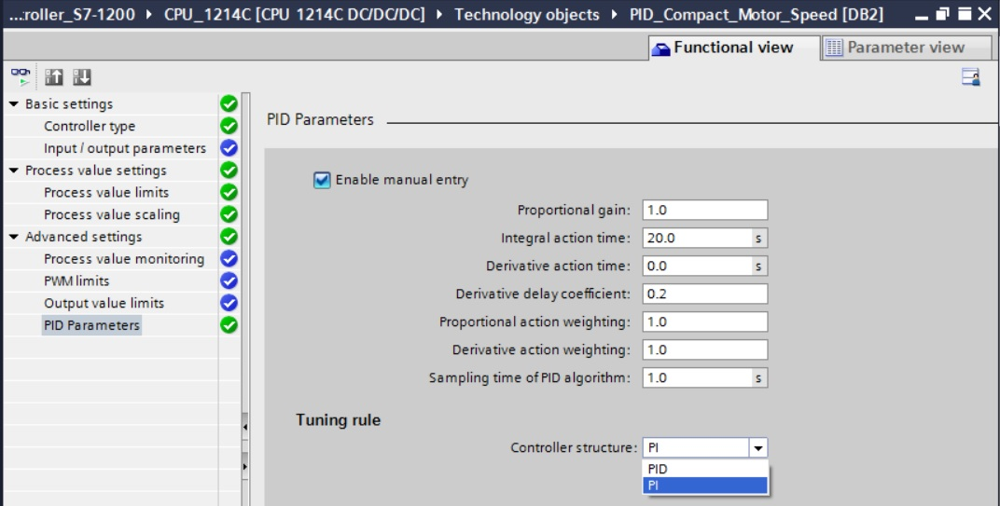 ...roller_S7-1200 ▸ CPU_1214C [CPU 1214C DC/DC/DC] ▸ Technology objects ▸ PID_Compact_Motor_Speed [DB2]
Functional view
Parameter view
Basic settings
Controller type
Input / output parameters
Process value settings
Process value limits
Process value scaling
Advanced settings
Process value monitoring
PWM limits
Output value limits
PID Parameters
PID Parameters
Enable manual entry
Proportional gain: 1.0
Integral action time: 20.0 s
Derivative action time: 0.0 s
Derivative delay coefficient: 0.2
Proportional action weighting: 1.0
Derivative action weighting: 1.0
Sampling time of PID algorithm: 1.0 s
Tuning rule
Controller structure: PI
PID
PI